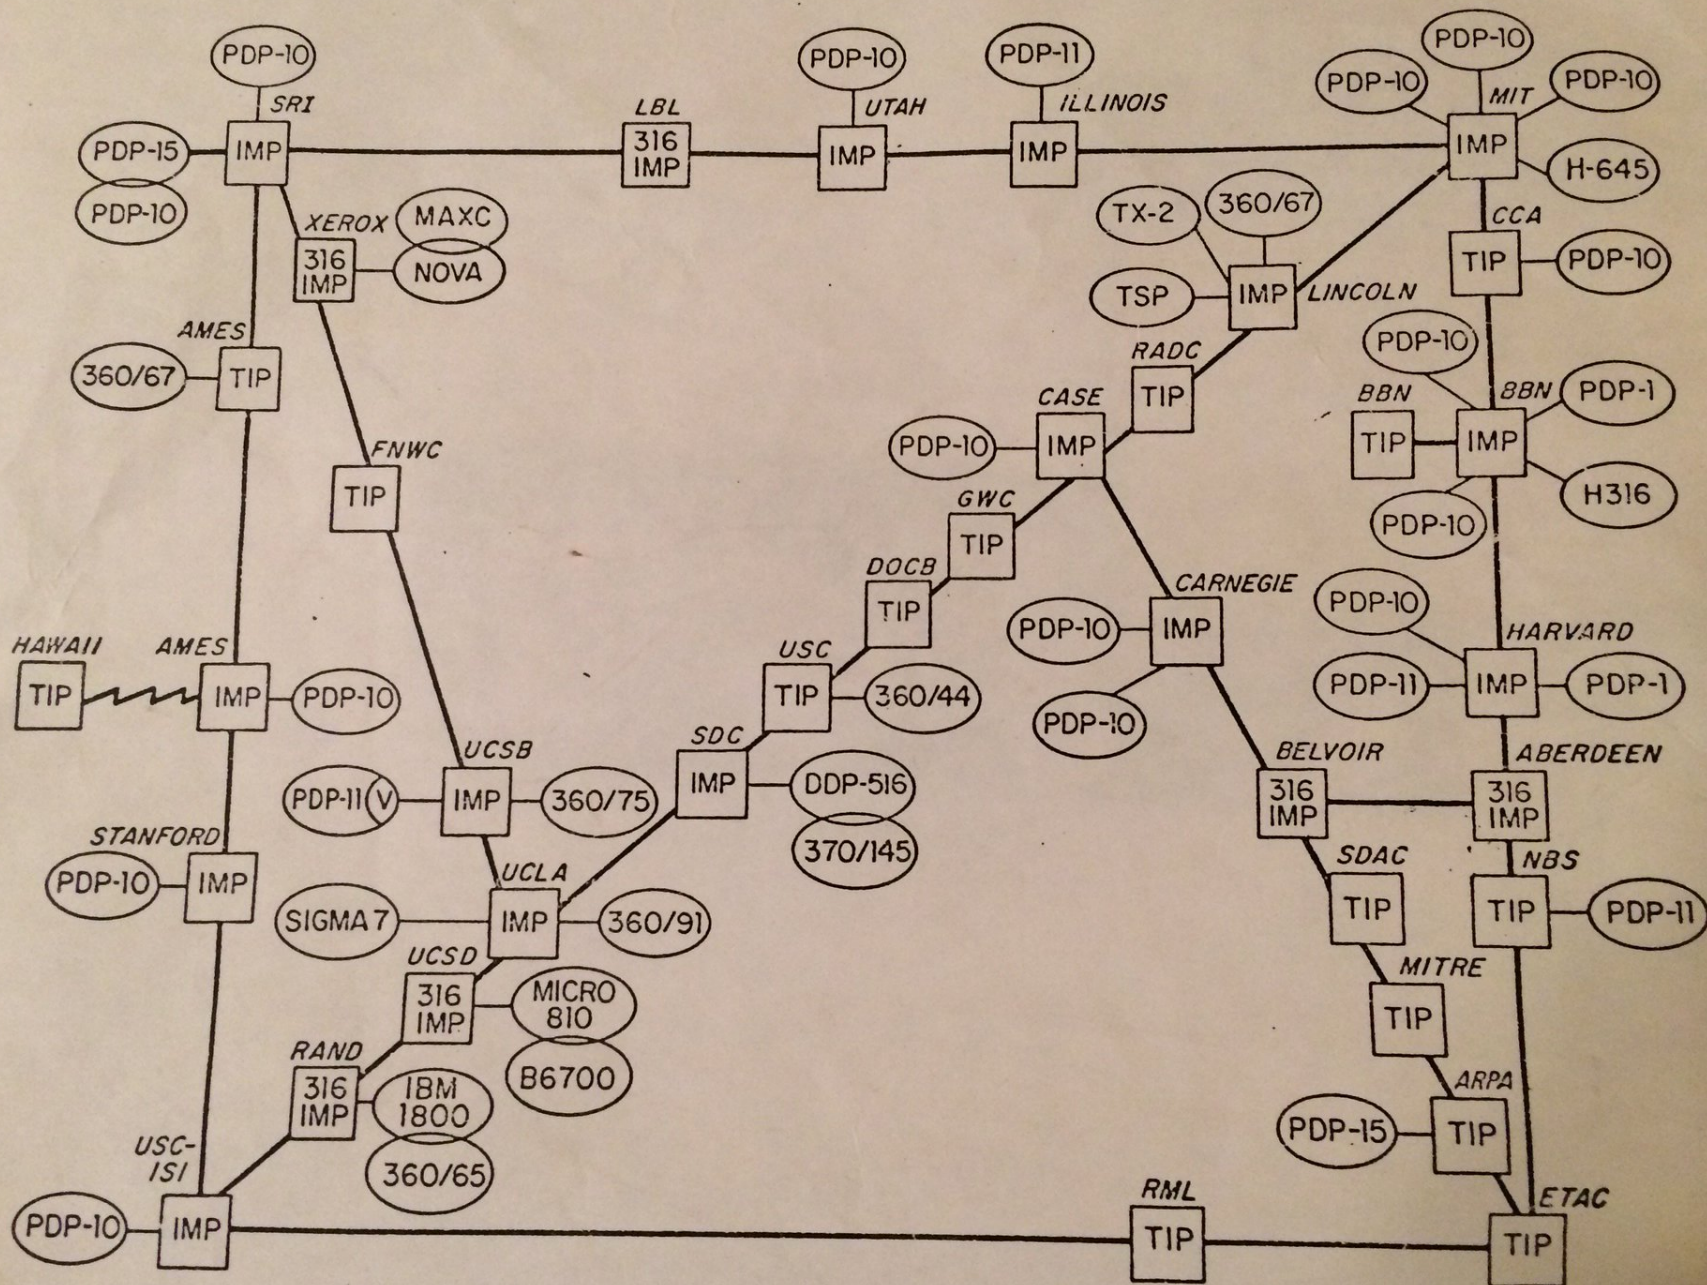 PDP-10
PDP-10
PDP-11
PDP-10
PDP-10
PDP-10
SRI
LBL
UTAH
ILLINOIS
MIT
PDP-15
IMP
316
IMP
IMP
IMP
IMP
H-645
PDP-10
XEROX
MAXC
NOVA
316
IMP
TX-2
360/67
TSP
IMP
LINCOLN
CCA
TIP
PDP-10
AMES
360/67
TIP
RADC
TIP
PDP-10
CASE
PDP-10
IMP
BBN
TIP
BBN
IMP
PDP-1
PDP-10
H316
FNWC
TIP
GWC
TIP
DOCB
TIP
CARNEGIE
PDP-10
IMP
PDP-10
PDP-10
HARVARD
PDP-11
IMP
PDP-1
HAWAII
TIP
AMES
IMP
PDP-10
USC
TIP
360/44
SDC
IMP
DDP-516
370/145
UCSB
PDP-11
V
IMP
360/75
BELVOIR
316
IMP
ABERDEEN
316
IMP
STANFORD
PDP-10
IMP
UCLA
SIGMA 7
IMP
360/91
SDAC
TIP
NBS
TIP
PDP-11
UCSD
316
IMP
MICRO
810
B6700
MITRE
TIP
RAND
316
IMP
IBM
1800
360/65
ARPA
PDP-15
TIP
USC-
ISI
PDP-10
IMP
RML
TIP
ETAC
TIP